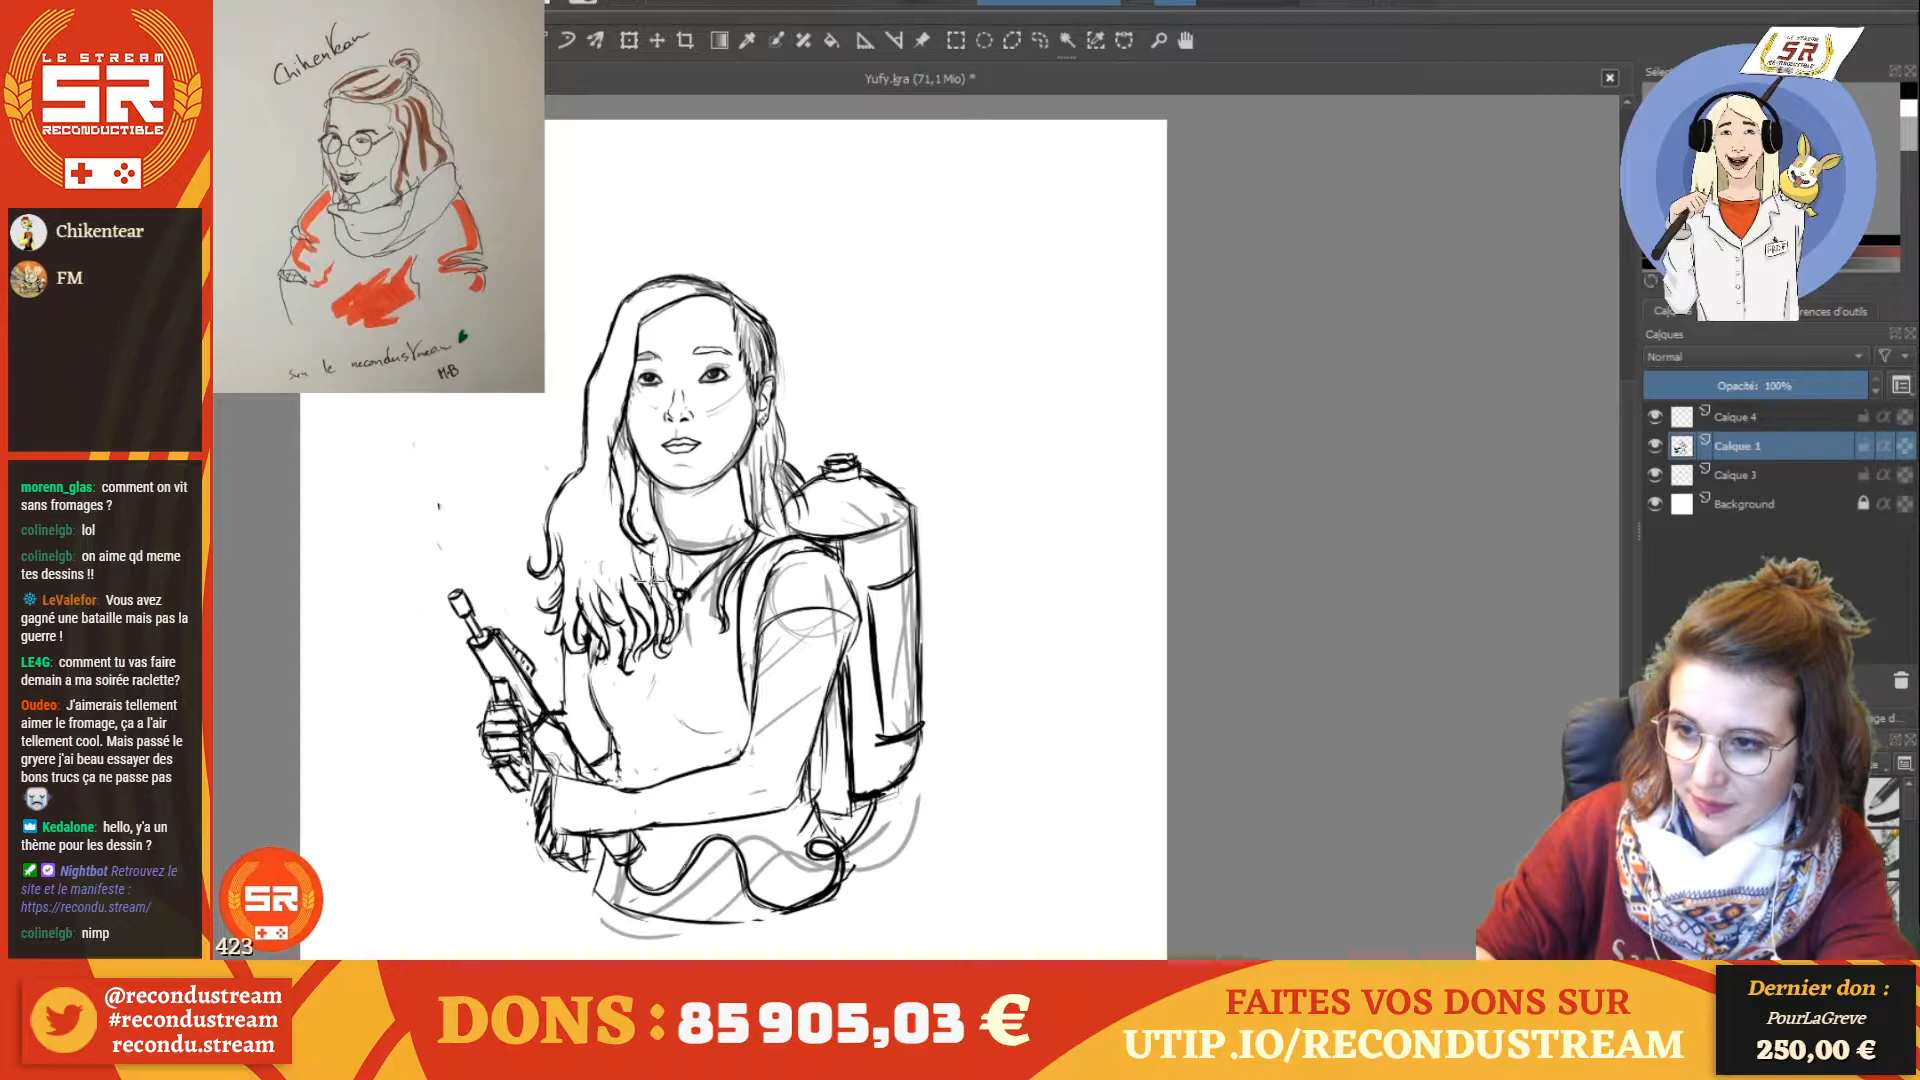 LE STREAM
SR
RECONDUCTIBLE
Chikentear
FM
morenn_glas: comment on vit
sans fromages ?
colinelgb: lol
colinelgb: on aime qd meme
tes dessins !!
LeValefor: Vous avez
gagné une bataille mais pas la
guerre !
LE4G: comment tu vas faire
demain a ma soirée raclette?
Oudeo: J'aimerais tellement
aimer le fromage, ça a l'air
tellement cool. Mais passé le
gryere j'ai beau essayer des
bons trucs ça ne passe pas
Kedalone: hello, y'a un
thème pour les dessin ?
Nightbot Retrouvez le
site et le manifeste :
https://recondu.stream/
colinelgb: nimp
sur le recondustream
M-B
Yufy.kra (71,1 Mio) *
SR
423
LE STREAM
SR
RECONDUCTIBLE
Calques
Normal
Opacité: 100%
Calque 4
Calque 1
Calque 3
Background
@recondustream
#recondustream
recondu.stream
DONS : 85 905,03 €
FAITES VOS DONS SUR
UTIP.IO/RECONDUSTREAM
Dernier don :
PourLaGreve
250,00 €